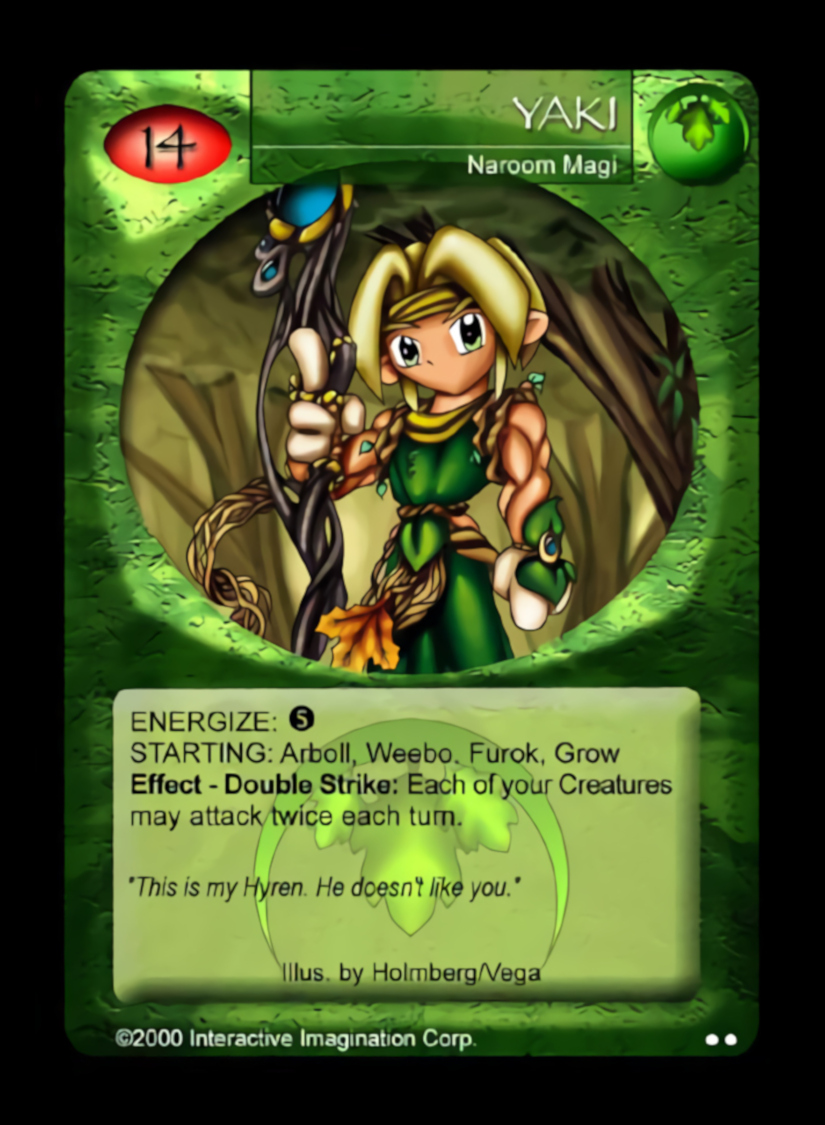 14
YAKI
Naroom Magi
ENERGIZE: 5
STARTING: Arboll, Weebo, Furok, Grow
Effect - Double Strike: Each of your Creatures
may attack twice each turn.
"This is my Hyren. He doesn't like you."
Illus. by Holmberg/Vega
©2000 Interactive Imagination Corp.